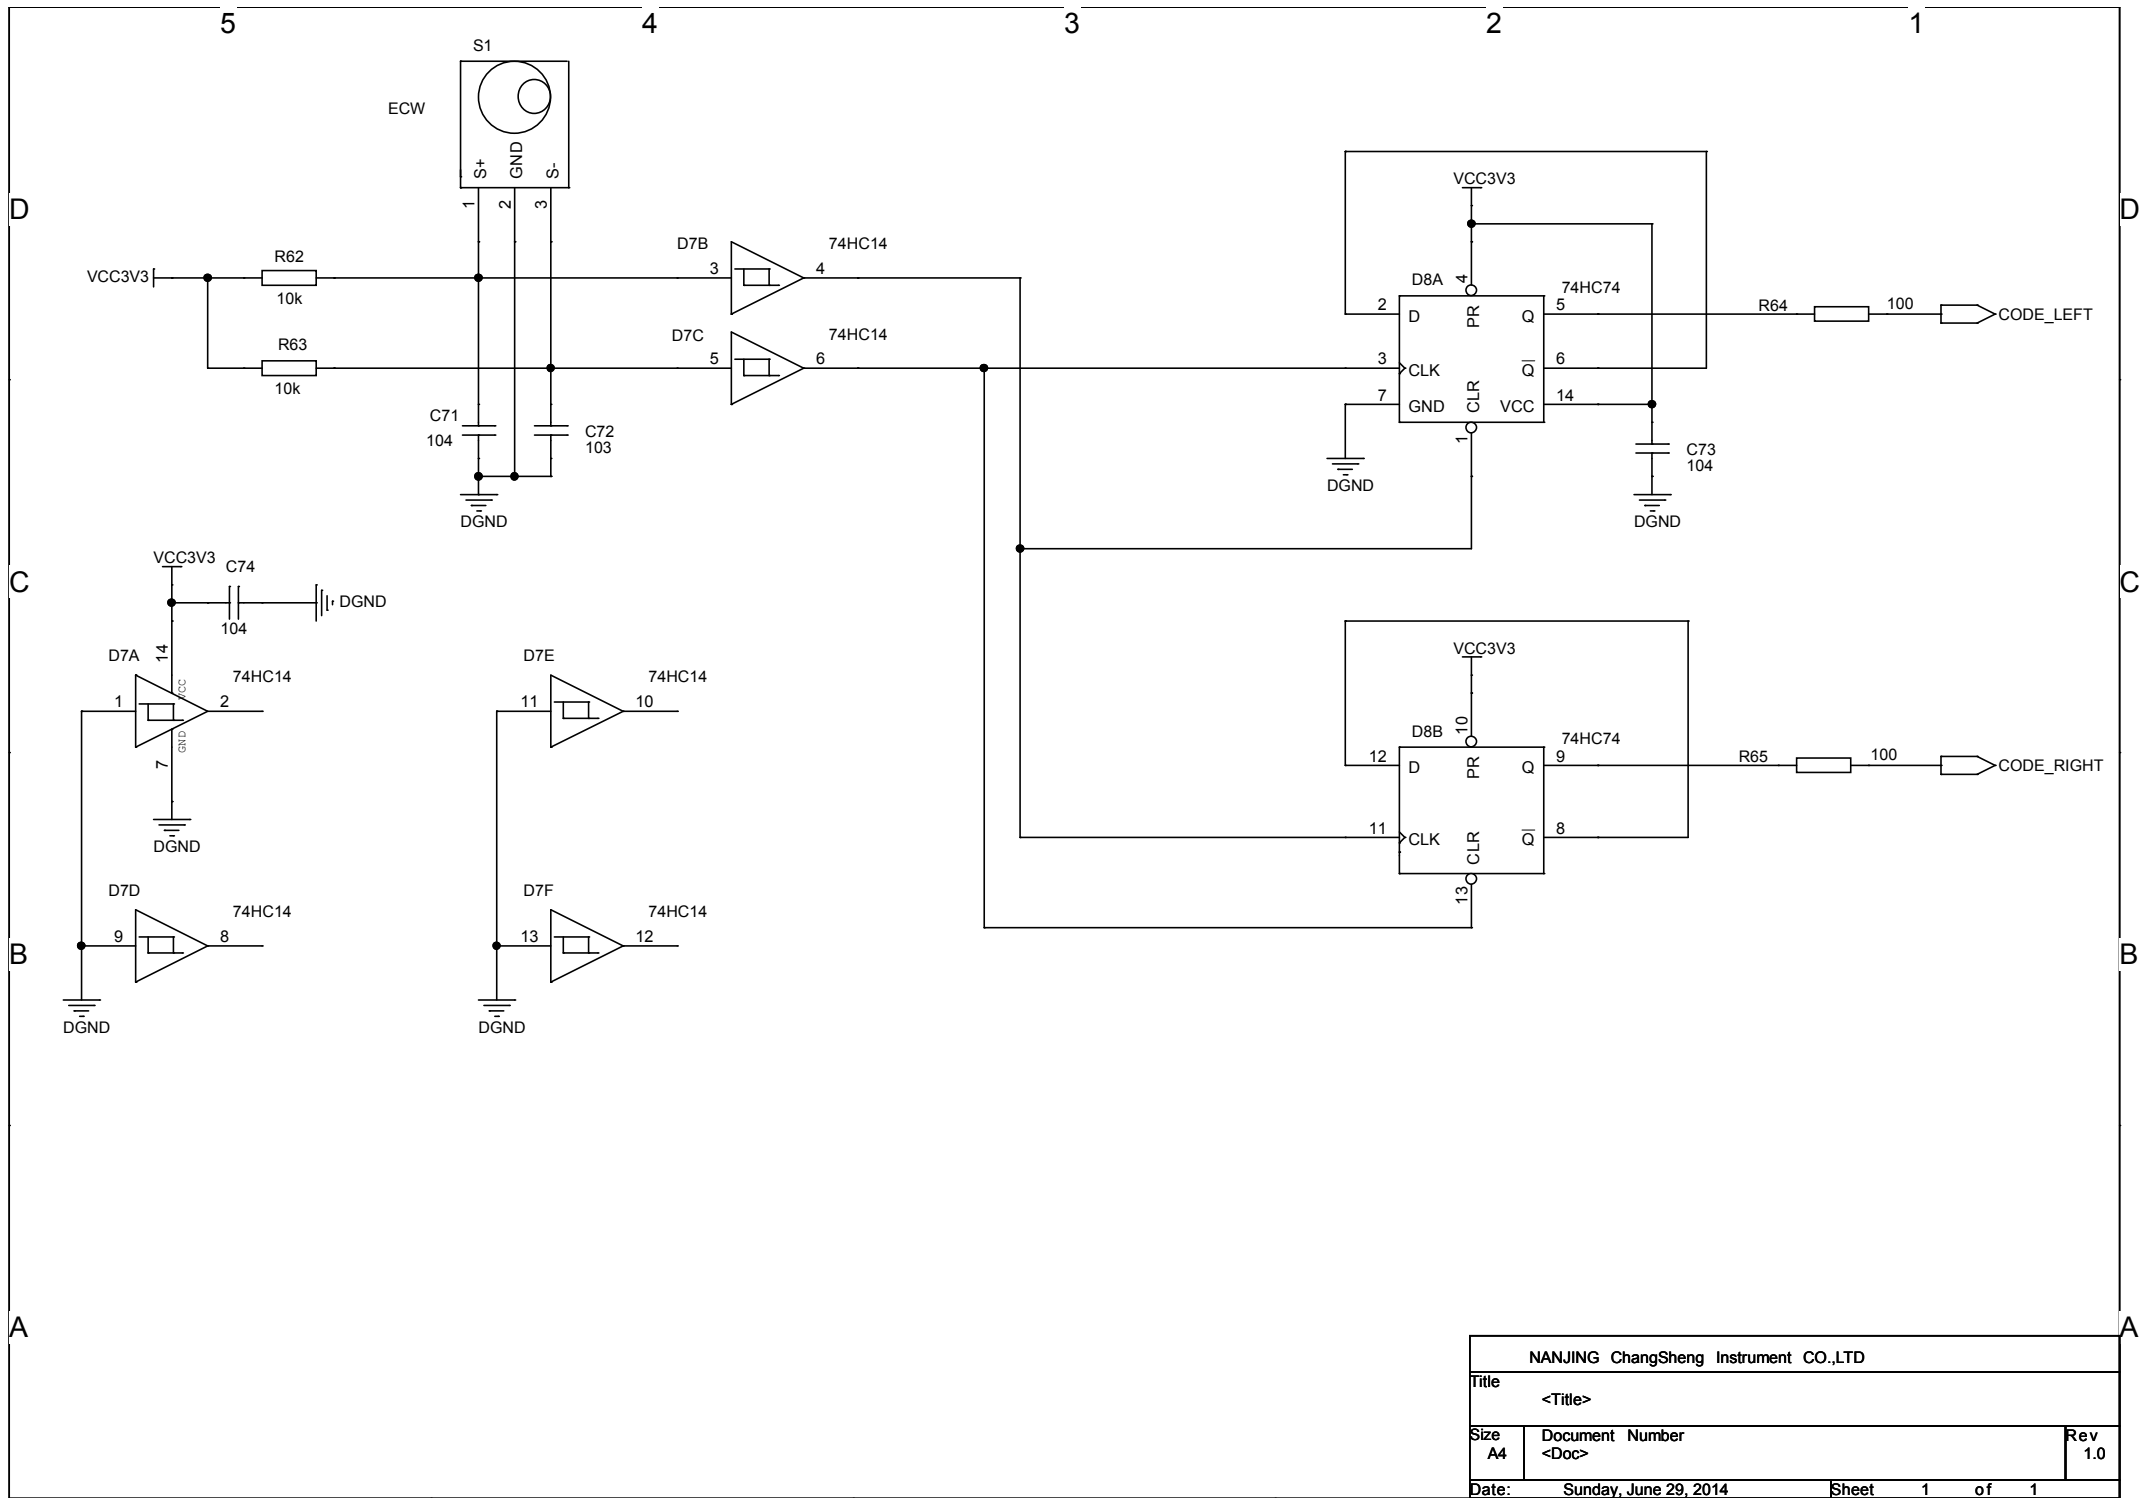 5 4 3 2 1
S1
ECW
S+ GND S-
1 2 3
D D
VCC3V3
R62
10k
R63
10k
D7B 74HC14
3 4
D7C 74HC14
5 6
C71
104
C72
103
DGND
VCC3V3
D8A
4
74HC74
2 D PR Q 5
3 CLK Q 6
7 GND CLR VCC 14
1
R64 100 CODE_LEFT
DGND
C73
104
DGND
C C
VCC3V3
C74
104
DGND
D7A
14
74HC14
VCC
1 2
GND
7
DGND
D7E
74HC14
11 10
VCC3V3
D8B
10
74HC74
12 D PR Q 9
11 CLK CLR Q 8
13
R65 100 CODE_RIGHT
D7D
74HC14
9 8
DGND
D7F
74HC14
13 12
DGND
B B
A A
NANJING ChangSheng Instrument CO.,LTD
Title
<Title>
Size
A4
Document Number
<Doc>
Rev
1.0
Date: Sunday, June 29, 2014 Sheet 1 of 1